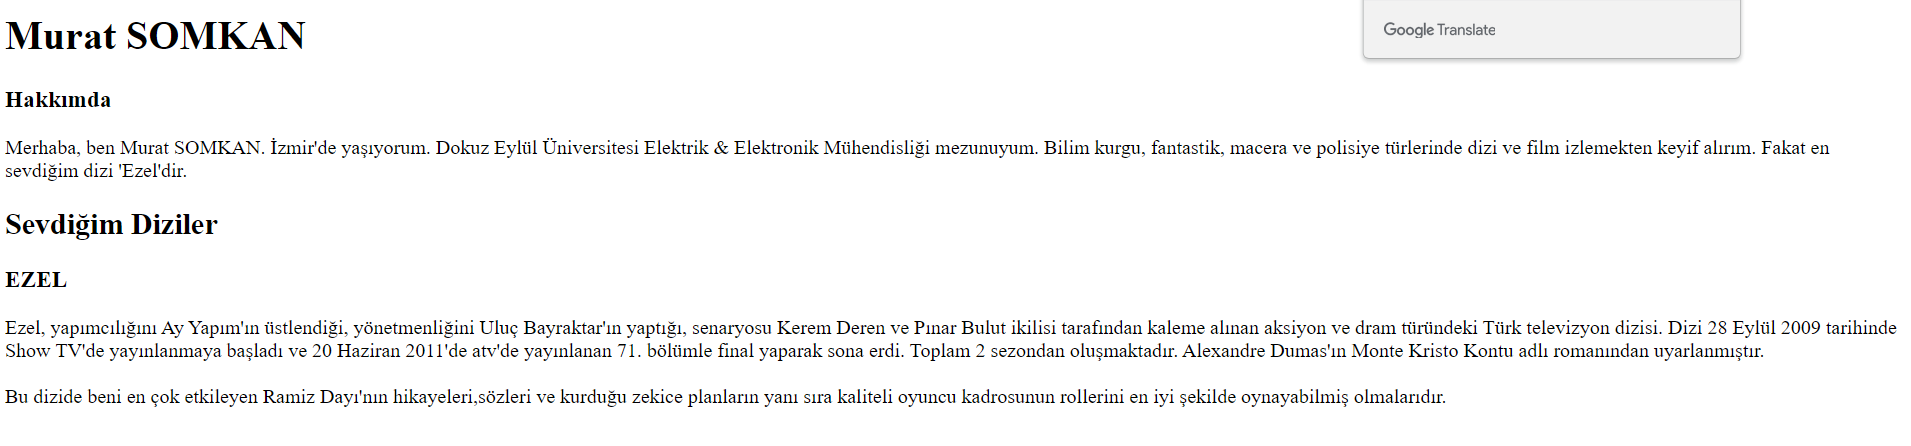 Murat SOMKAN
Google Translate
Hakkımda
Merhaba, ben Murat SOMKAN. İzmir'de yaşıyorum. Dokuz Eylül Üniversitesi Elektrik & Elektronik Mühendisliği mezunuyum. Bilim kurgu, fantastik, macera ve polisiye türlerinde dizi ve film izlemekten keyif alırım. Fakat en
sevdiğim dizi 'Ezel'dir.
Sevdiğim Diziler
EZEL
Ezel, yapımcılığını Ay Yapım'ın üstlendiği, yönetmenliğini Uluç Bayraktar'ın yaptığı, senaryosu Kerem Deren ve Pınar Bulut ikilisi tarafından kaleme alınan aksiyon ve dram türündeki Türk televizyon dizisi. Dizi 28 Eylül 2009 tarihinde
Show TV'de yayınlanmaya başladı ve 20 Haziran 2011'de atv'de yayınlanan 71. bölümle final yaparak sona erdi. Toplam 2 sezondan oluşmaktadır. Alexandre Dumas'ın Monte Kristo Kontu adlı romanından uyarlanmıştır.
Bu dizide beni en çok etkileyen Ramiz Dayı'nın hikayeleri,sözleri ve kurduğu zekice planların yanı sıra kaliteli oyuncu kadrosunun rollerini en iyi şekilde oynayabilmiş olmalarıdır.